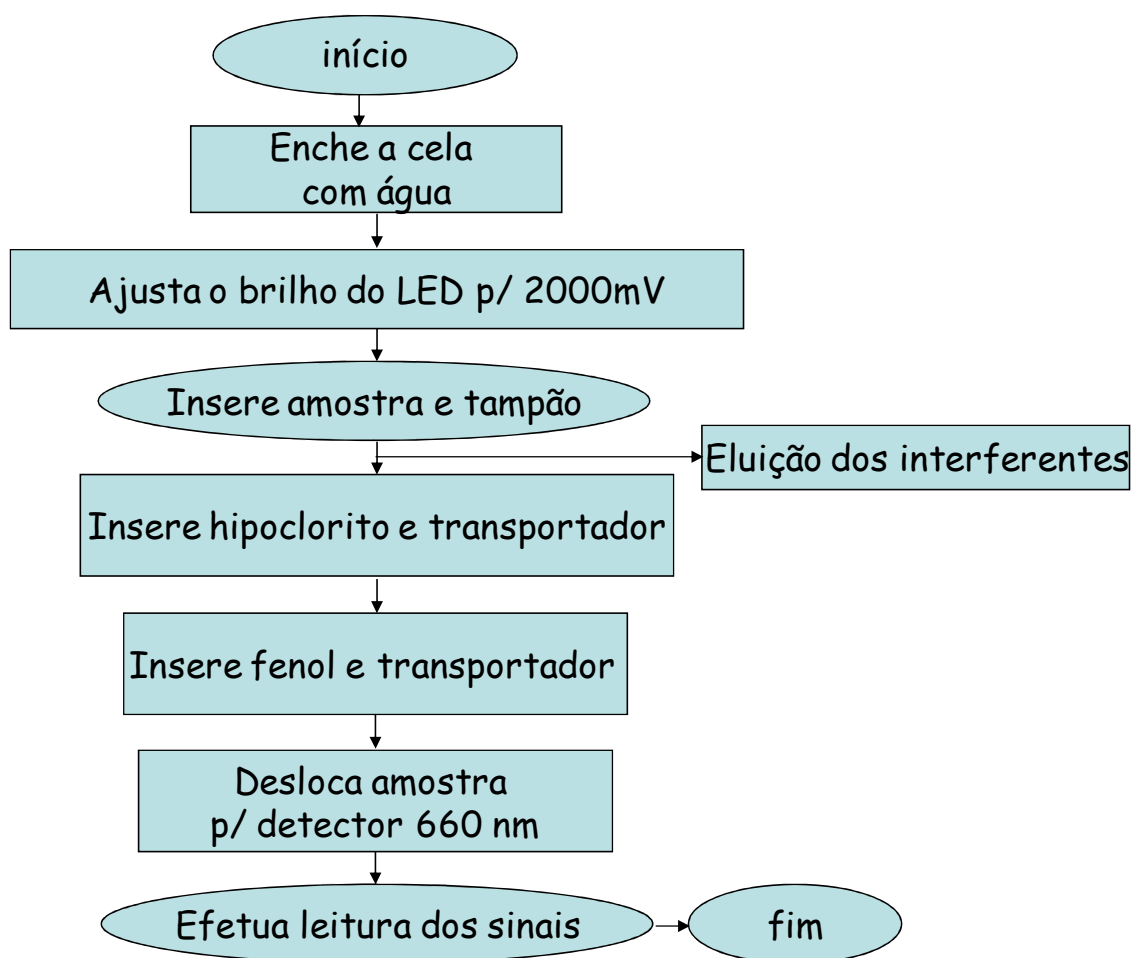 início
Enche a cela
com água
Ajusta o brilho do LED p/ 2000mV
Insere amostra e tampão
Eluição dos interferentes
Insere hipoclorito e transportador
Insere fenol e transportador
Desloca amostra
p/ detector 660 nm
Efetua leitura dos sinais
fim